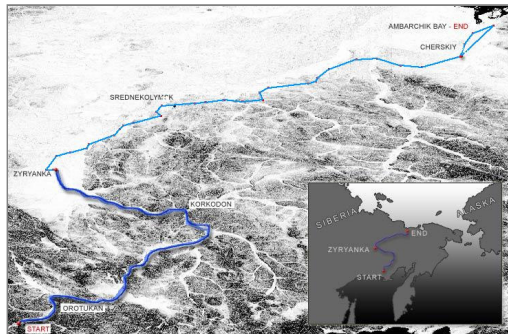 AMBARCHIK BAY - END
CHERSKIY
SREDNEKOLYMSK
ZYRYANKA
KORKODON
OROTUKAN
START
SIBERIA
ALASKA
END
ZYRYANKA
START